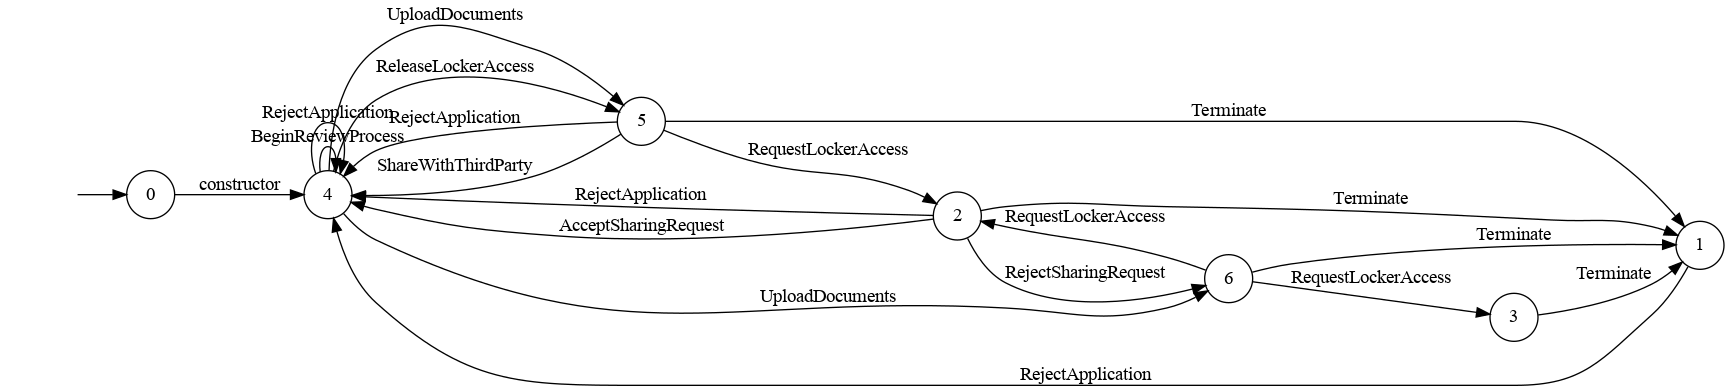 UploadDocuments
ReleaseLockerAccess
RejectApplication
RejectApplication
BeginReviewProcess
5
Terminate
RequestLockerAccess
ShareWithThirdParty
0
constructor
4
RejectApplication
Terminate
2
RequestLockerAccess
AcceptSharingRequest
Terminate
1
RejectSharingRequest
6
RequestLockerAccess
Terminate
UploadDocuments
3
RejectApplication